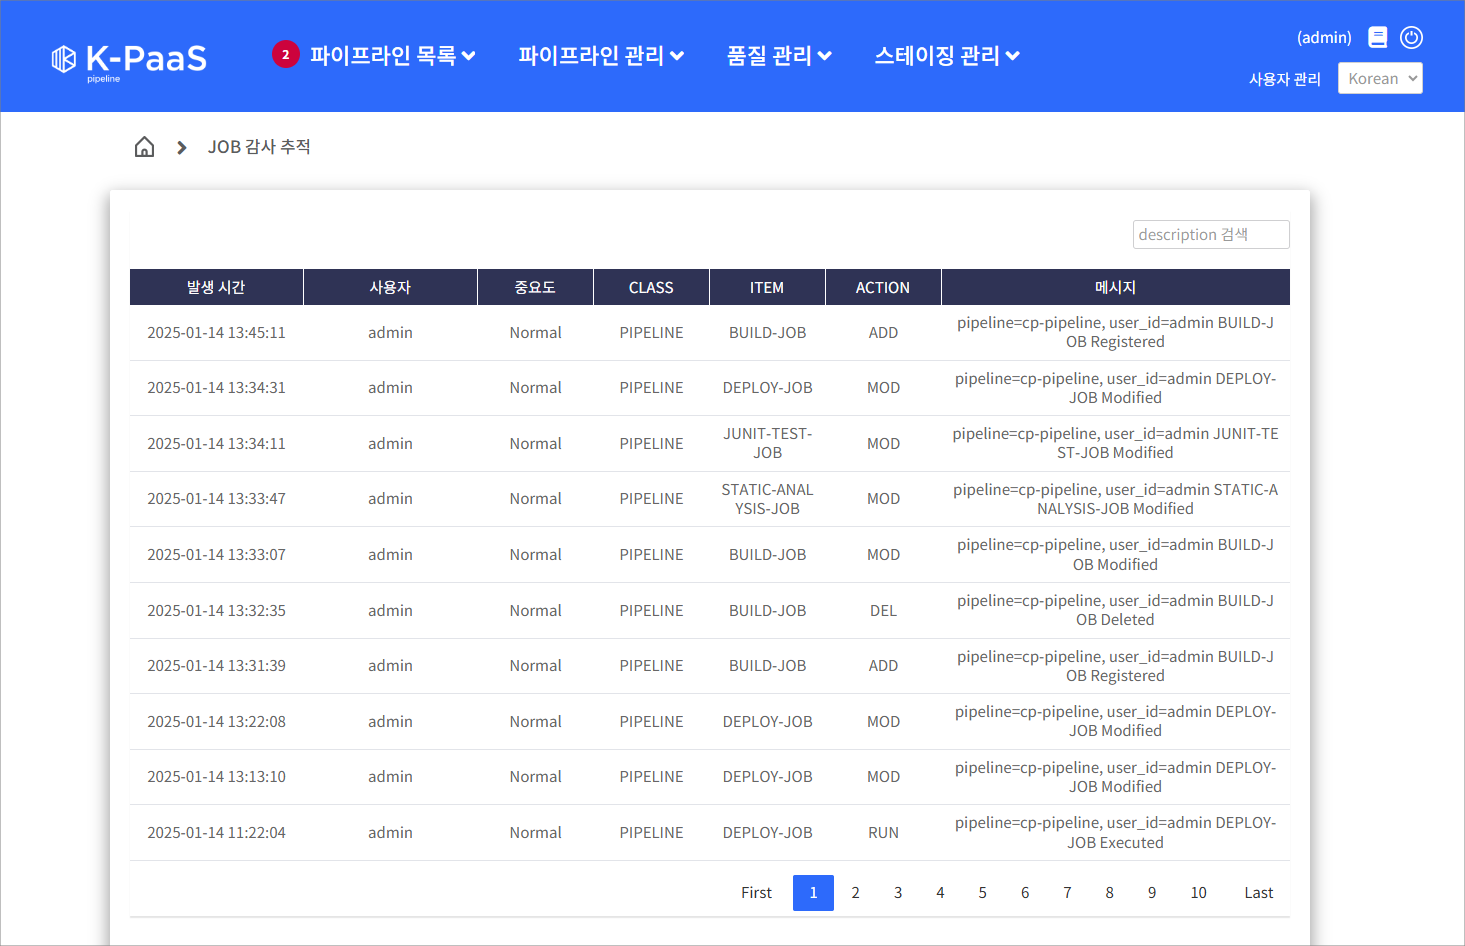 K-PaaS
pipeline
2 파이프라인 목록 파이프라인 관리 품질 관리 스테이징 관리
(admin)
사용자 관리 Korean
JOB 감사 추적
description 검색
발생 시간 사용자 중요도 CLASS ITEM ACTION 메시지
2025-01-14 13:45:11 admin Normal PIPELINE BUILD-JOB ADD pipeline=cp-pipeline, user_id=admin BUILD-J
OB Registered
2025-01-14 13:34:31 admin Normal PIPELINE DEPLOY-JOB MOD pipeline=cp-pipeline, user_id=admin DEPLOY-
JOB Modified
2025-01-14 13:34:11 admin Normal PIPELINE JUNIT-TEST- MOD pipeline=cp-pipeline, user_id=admin JUNIT-TE
JOB ST-JOB Modified
2025-01-14 13:33:47 admin Normal PIPELINE STATIC-ANAL MOD pipeline=cp-pipeline, user_id=admin STATIC-A
YSIS-JOB NALYSIS-JOB Modified
2025-01-14 13:33:07 admin Normal PIPELINE BUILD-JOB MOD pipeline=cp-pipeline, user_id=admin BUILD-J
OB Modified
2025-01-14 13:32:35 admin Normal PIPELINE BUILD-JOB DEL pipeline=cp-pipeline, user_id=admin BUILD-J
OB Deleted
2025-01-14 13:31:39 admin Normal PIPELINE BUILD-JOB ADD pipeline=cp-pipeline, user_id=admin BUILD-J
OB Registered
2025-01-14 13:22:08 admin Normal PIPELINE DEPLOY-JOB MOD pipeline=cp-pipeline, user_id=admin DEPLOY-
JOB Modified
2025-01-14 13:13:10 admin Normal PIPELINE DEPLOY-JOB MOD pipeline=cp-pipeline, user_id=admin DEPLOY-
JOB Modified
2025-01-14 11:22:04 admin Normal PIPELINE DEPLOY-JOB RUN pipeline=cp-pipeline, user_id=admin DEPLOY-
JOB Executed
First 1 2 3 4 5 6 7 8 9 10 Last